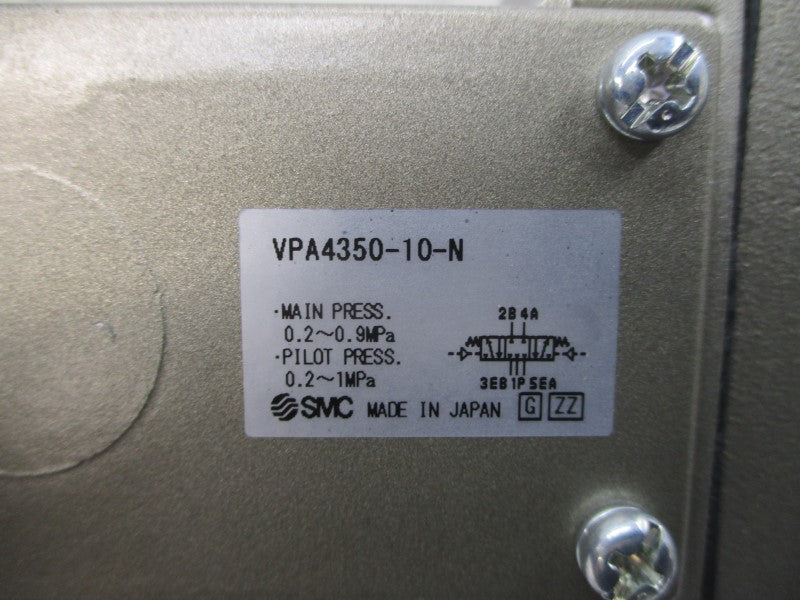 VPA4350-10-N
·MAIN PRESS.
0.2~0.9MPa
·PILOT PRESS.
0.2~1MPa
2B 4A
3EB 1P 5EA
SMC MADE IN JAPAN G ZZ